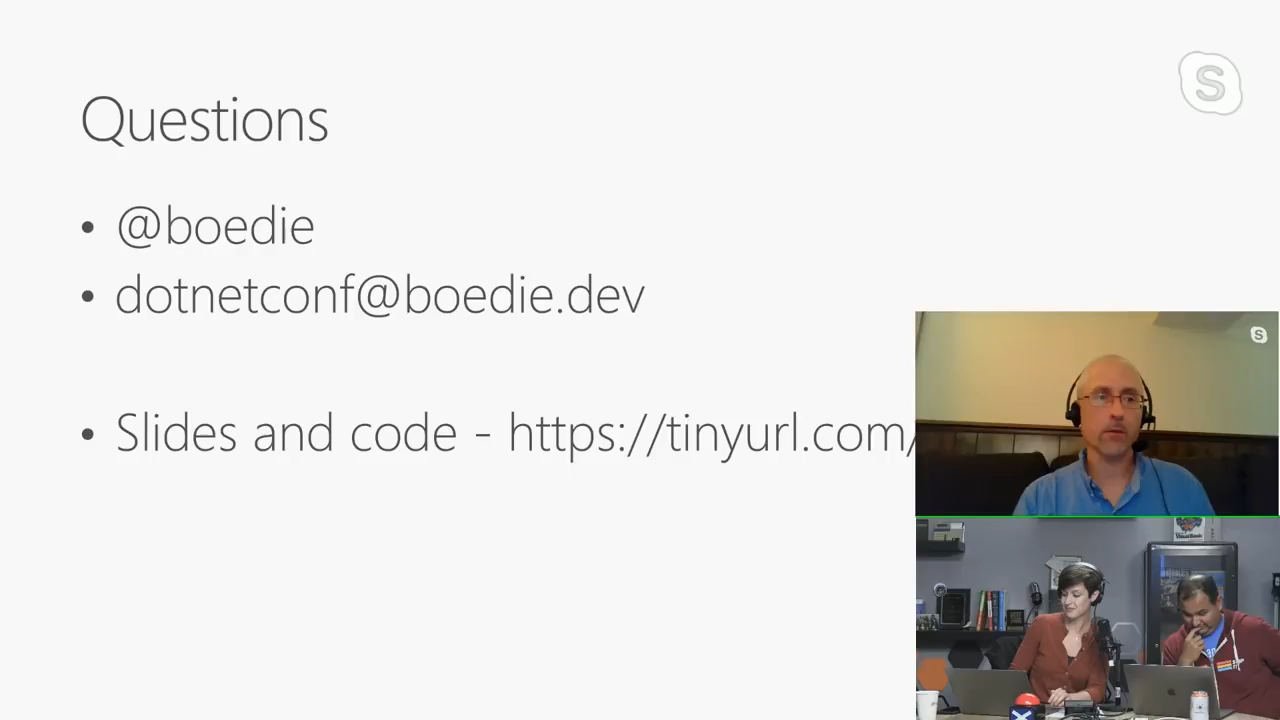 Questions
• @boedie
• dotnetconf@boedie.dev
• Slides and code - https://tinyurl.com/